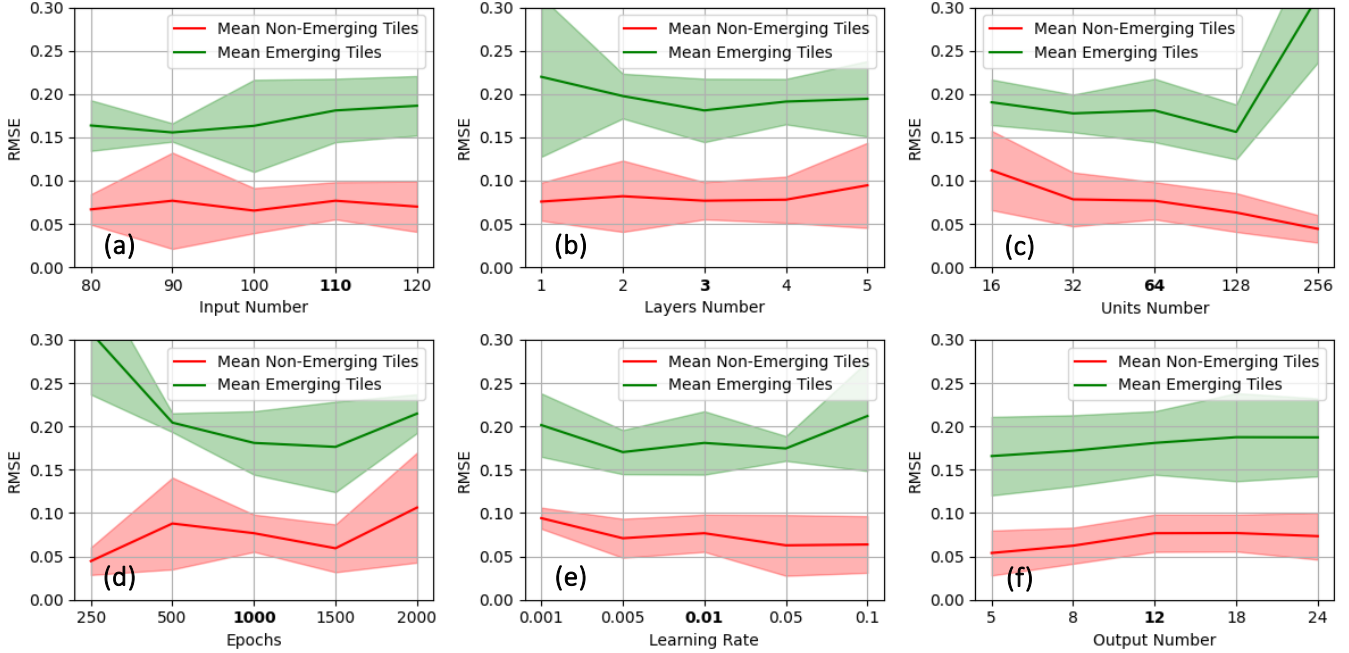 0.30
0.25
0.20
0.15
0.10
0.05
0.00
RMSE
Mean Non-Emerging Tiles
Mean Emerging Tiles
(a)
80 90 100 110 120
Input Number
0.30
0.25
0.20
0.15
0.10
0.05
0.00
RMSE
Mean Non-Emerging Tiles
Mean Emerging Tiles
(b)
1 2 3 4 5
Layers Number
0.30
0.25
0.20
0.15
0.10
0.05
0.00
RMSE
Mean Non-Emerging Tiles
Mean Emerging Tiles
(c)
16 32 64 128 256
Units Number
0.30
0.25
0.20
0.15
0.10
0.05
0.00
RMSE
Mean Non-Emerging Tiles
Mean Emerging Tiles
(d)
250 500 1000 1500 2000
Epochs
0.30
0.25
0.20
0.15
0.10
0.05
0.00
RMSE
Mean Non-Emerging Tiles
Mean Emerging Tiles
(e)
0.001 0.005 0.01 0.05 0.1
Learning Rate
0.30
0.25
0.20
0.15
0.10
0.05
0.00
RMSE
Mean Non-Emerging Tiles
Mean Emerging Tiles
(f)
5 8 12 18 24
Output Number